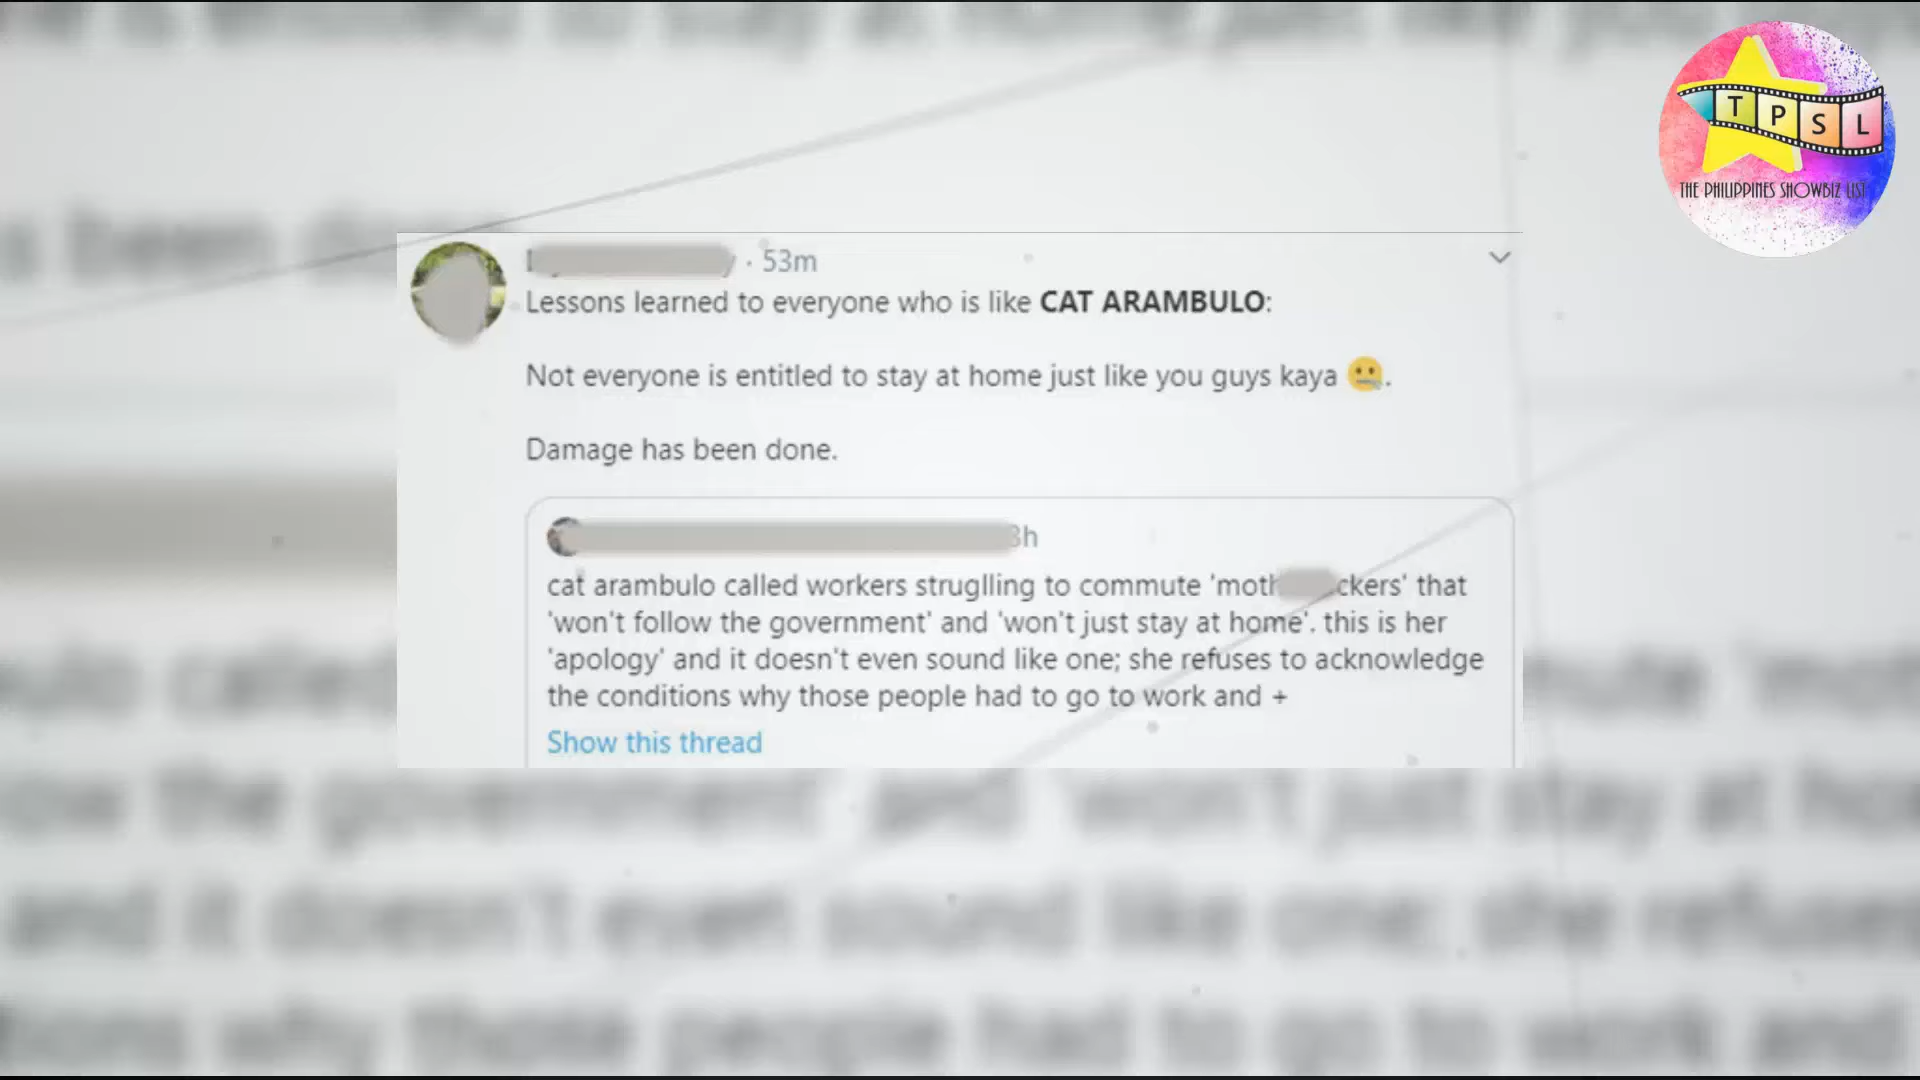 T P S L
THE PHILIPPINES SHOWBIZ LIST
· 53m
Lessons learned to everyone who is like CAT ARAMBULO:
Not everyone is entitled to stay at home just like you guys kaya 🤐.
Damage has been done.
3h
cat arambulo called workers struglling to commute 'moth ckers' that
'won't follow the government' and 'won't just stay at home'. this is her
'apology' and it doesn't even sound like one; she refuses to acknowledge
the conditions why those people had to go to work and +
Show this thread